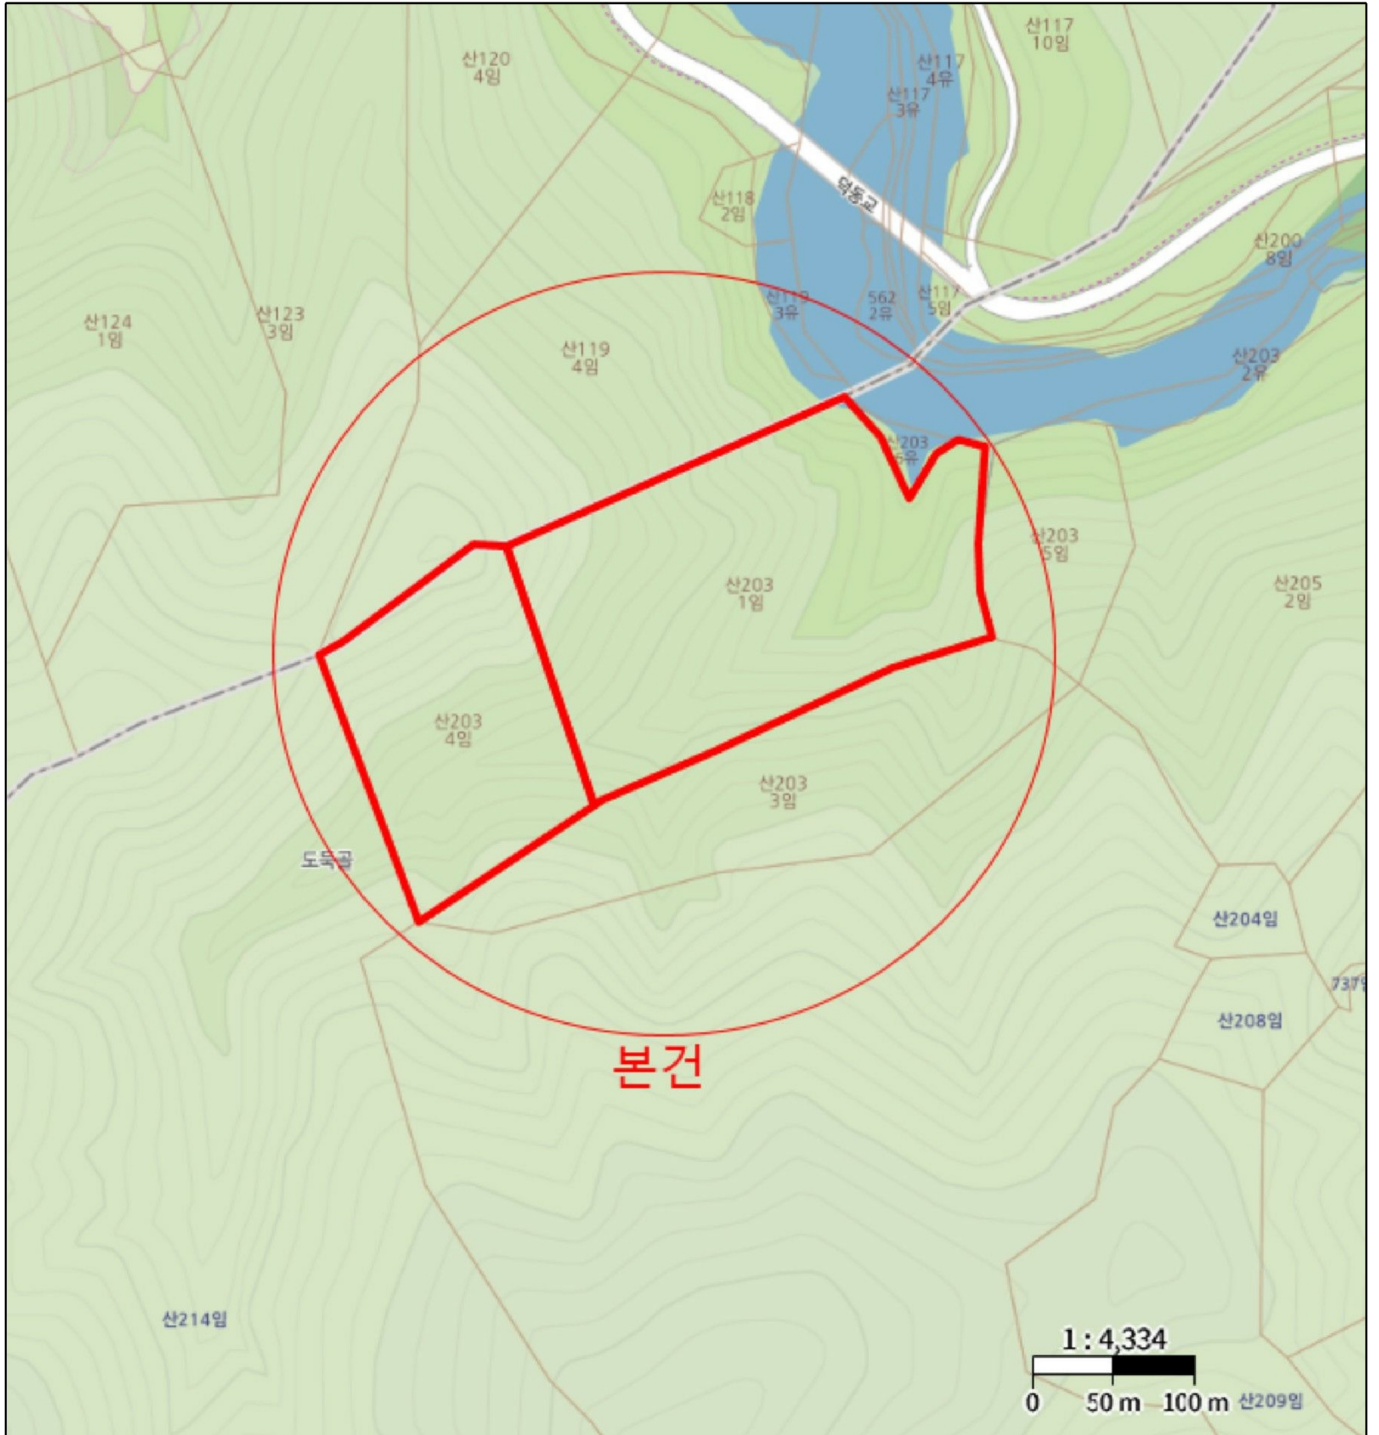 산117
10임
산120
4임
산117
4유
산117
3유
덕동교
산118
2임
산200
8임
산119
3유
562
2유
산117
5임
산124
1임
산123
3임
산119
4임
산203
2유
산203
6유
산203
5임
산203
1임
산205
2임
산203
4임
산203
3임
도둑골
산204임
737임
산208임
본건
산214임
1 : 4,334
0 50 m 100 m
산209임